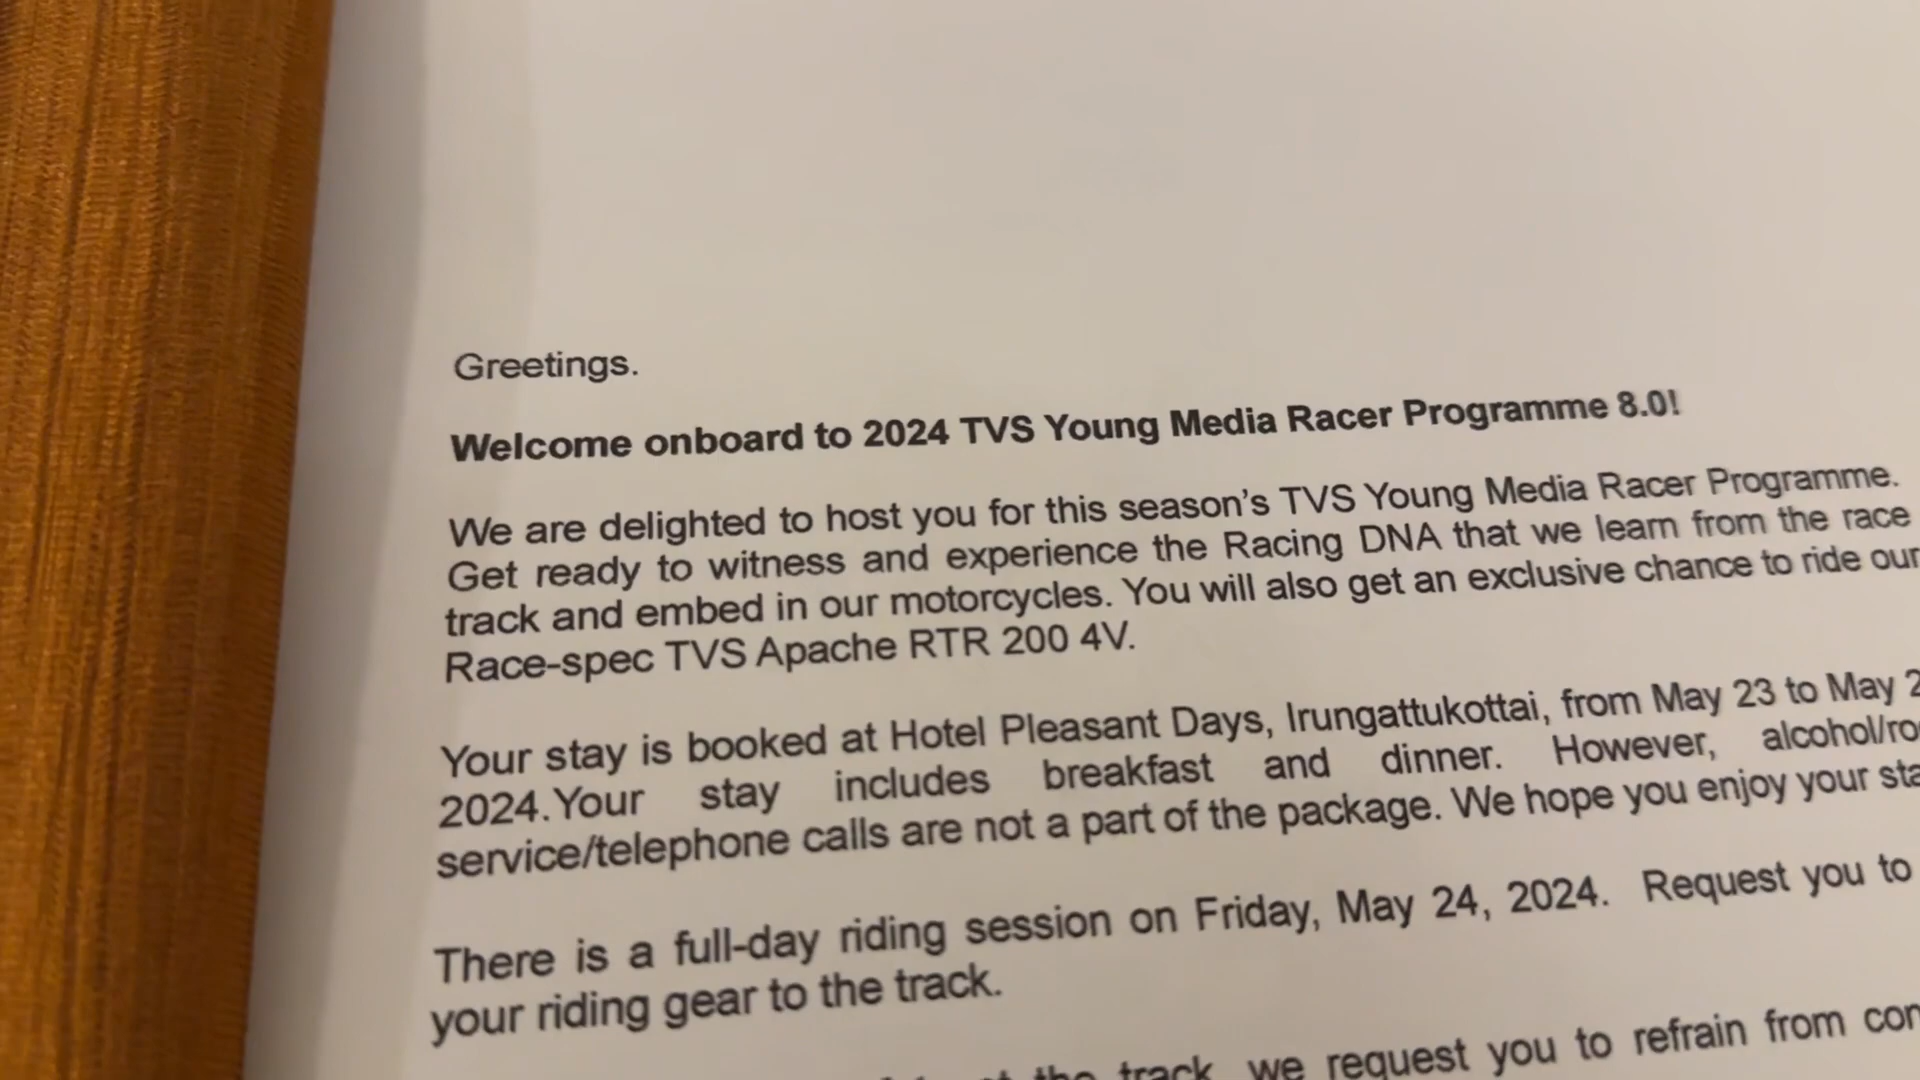 Greetings.
Welcome onboard to 2024 TVS Young Media Racer Programme 8.0!
We are delighted to host you for this season's TVS Young Media Racer Programme.
Get ready to witness and experience the Racing DNA that we learn from the race
track and embed in our motorcycles. You will also get an exclusive chance to ride our
Race-spec TVS Apache RTR 200 4V.
Your stay is booked at Hotel Pleasant Days, Irungattukottai, from May 23 to May
2024.Your stay includes breakfast and dinner. However,
service/telephone calls are not a part of the package. We hope you enjoy your
There is a full-day riding session on Friday, May 24, 2024. Request you to
your riding gear to the track.
the track, we request you to refrain from